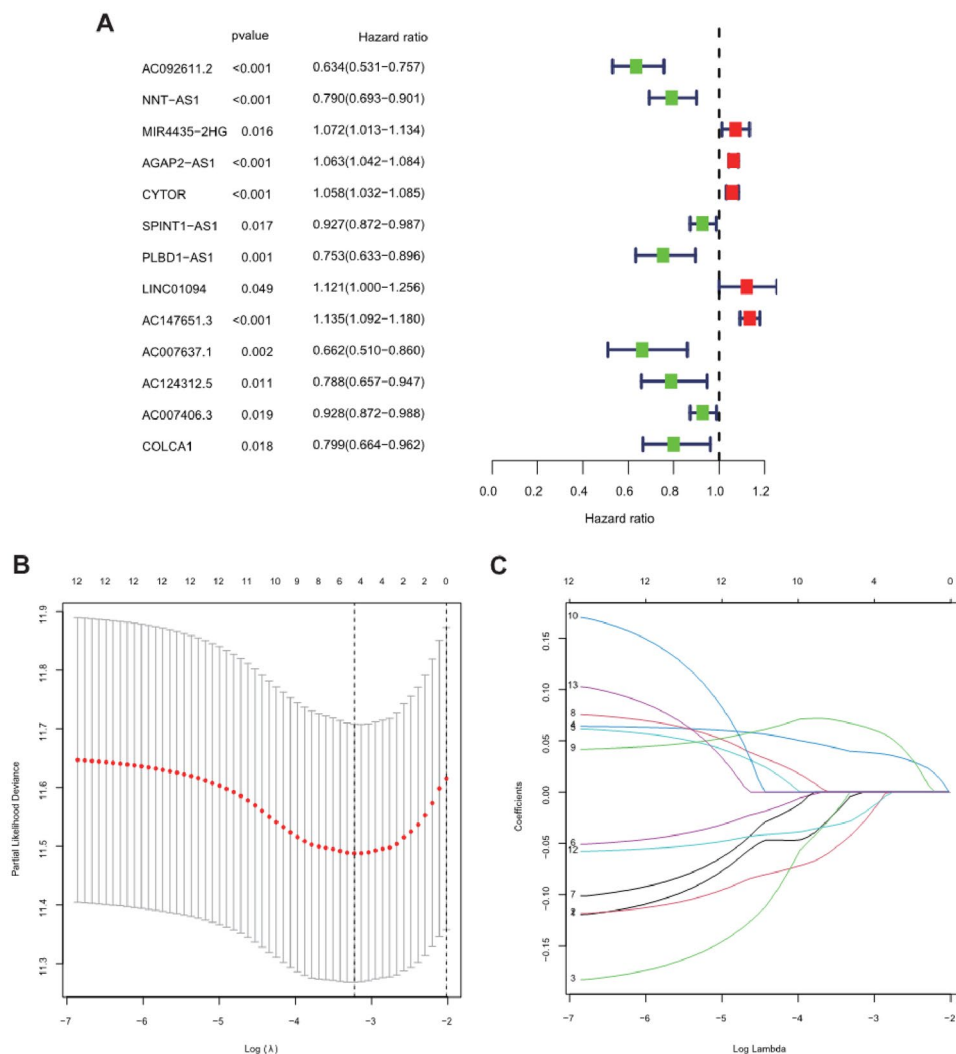 A
pvalue Hazard ratio
AC092611.2 <0.001 0.634(0.531−0.757)
NNT−AS1 <0.001 0.790(0.693−0.901)
MIR4435−2HG 0.016 1.072(1.013−1.134)
AGAP2−AS1 <0.001 1.063(1.042−1.084)
CYTOR <0.001 1.058(1.032−1.085)
SPINT1−AS1 0.017 0.927(0.872−0.987)
PLBD1−AS1 0.001 0.753(0.633−0.896)
LINC01094 0.049 1.121(1.000−1.256)
AC147651.3 <0.001 1.135(1.092−1.180)
AC007637.1 0.002 0.662(0.510−0.860)
AC124312.5 0.011 0.788(0.657−0.947)
AC007406.3 0.019 0.928(0.872−0.988)
COLCA1 0.018 0.799(0.664−0.962)
0.0 0.2 0.4 0.6 0.8 1.0 1.2
Hazard ratio
B
12 12 12 12 12 11 10 9 8 6 4 4 2 2 0
11.9
11.8
11.7
11.6
11.5
11.4
11.3
Partial Likelihood Deviance
−7 −6 −5 −4 −3 −2
Log (λ)
C
12 12 12 10 4 0
0.15
0.10
0.05
0.00
−0.05
−0.10
−0.15
Coefficients
10
13
8
4
9
6
12
7
3
−7 −6 −5 −4 −3 −2
Log Lambda